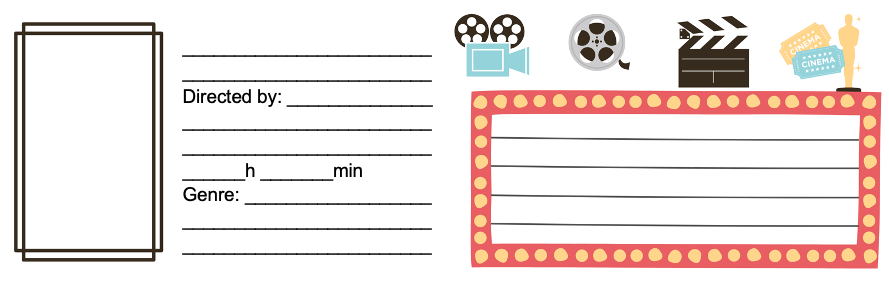 Directed by:
h min
Genre:
CINEMA
CINEMA